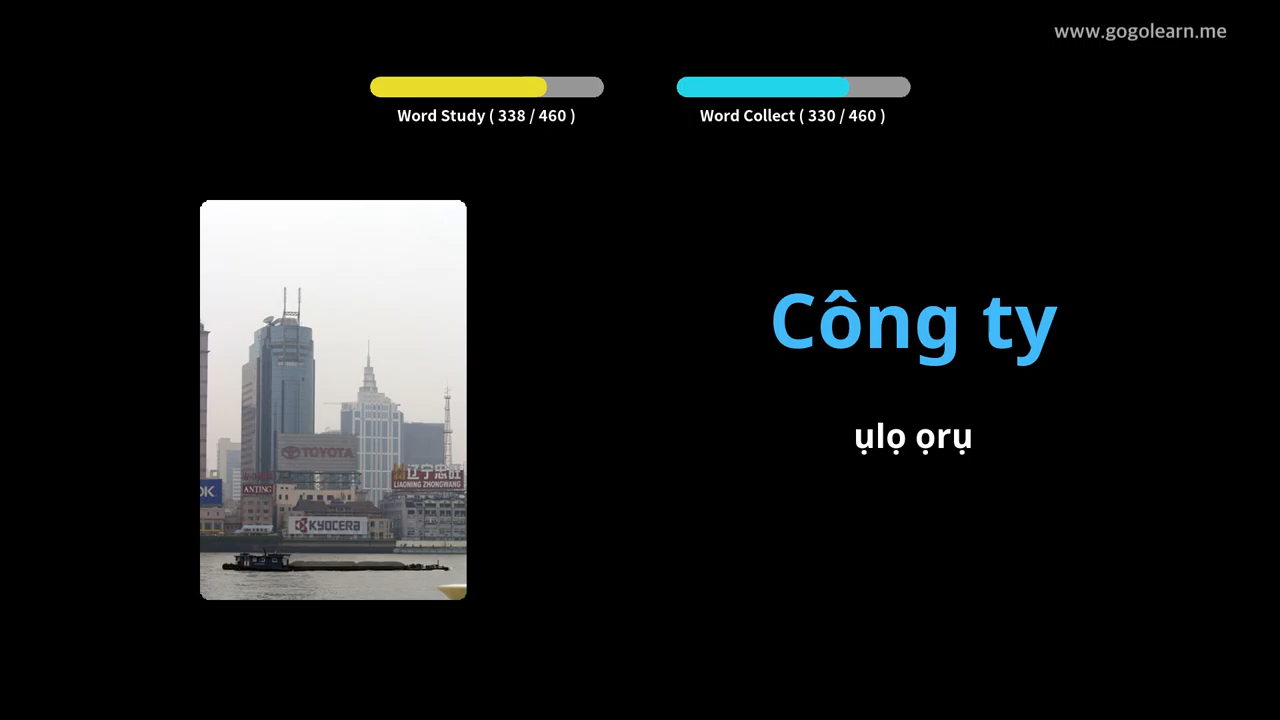 www.gogolearn.me
Word Study ( 338 / 460 )
Word Collect ( 330 / 460 )
Công ty
ụlọ ọrụ
TOYOTA
辽宁忠旺
LIAONING ZHONGWANG
OK
ANTING
KYOCERA